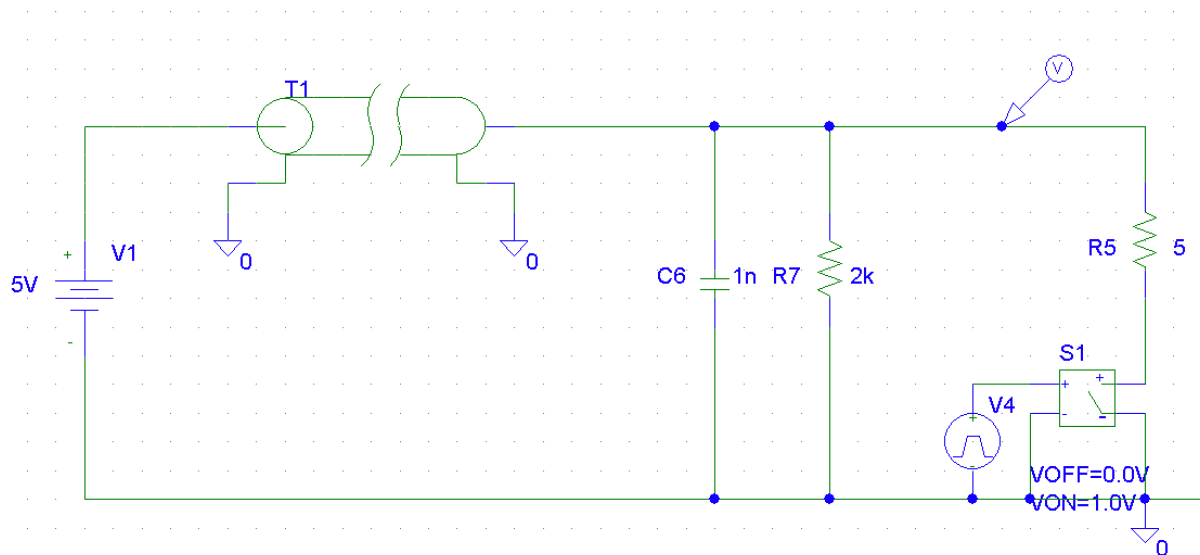 T1
V
+
V1
5V
-
0
0
C6
1n
R7
2k
R5
5
S1
+
+
-
-
V4
+
-
VOFF=0.0V
VON=1.0V
0